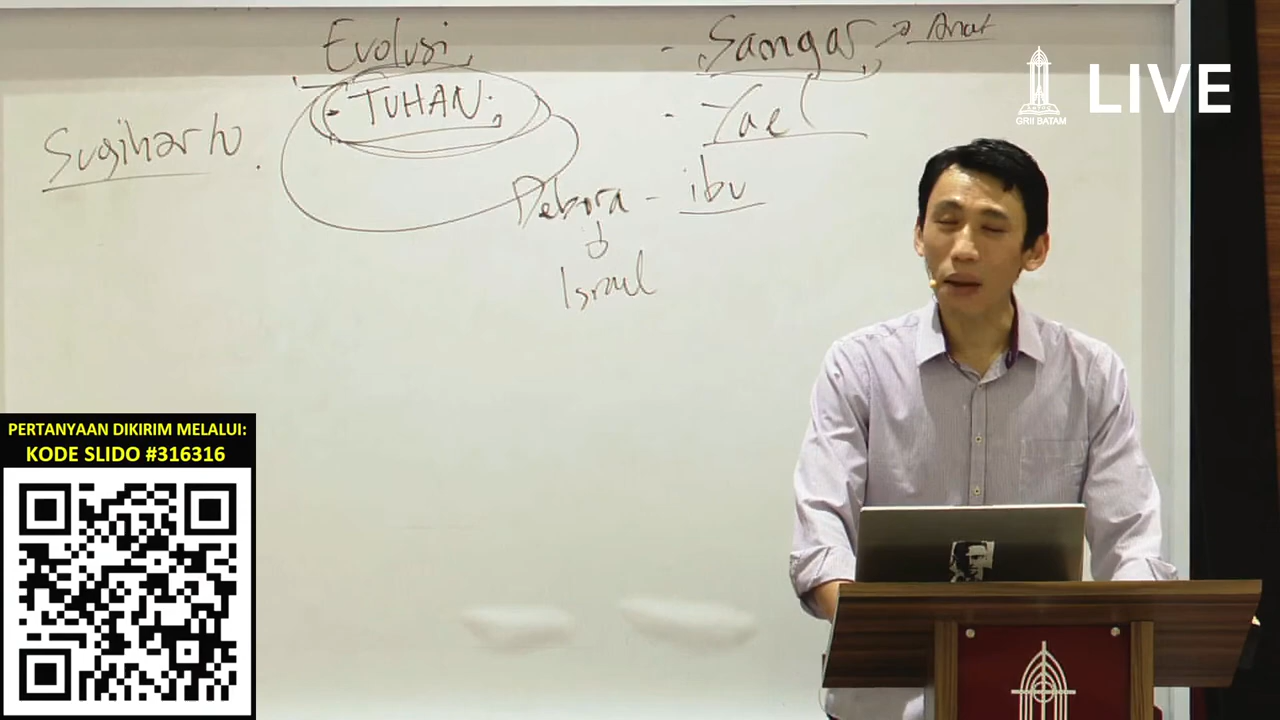 Evolusi
TUHAN
Sugiharto
Samgar → Anat
Yael
Debora - ibu
Israel
GRII BATAM
LIVE
PERTANYAAN DIKIRIM MELALUI:
KODE SLIDO #316316